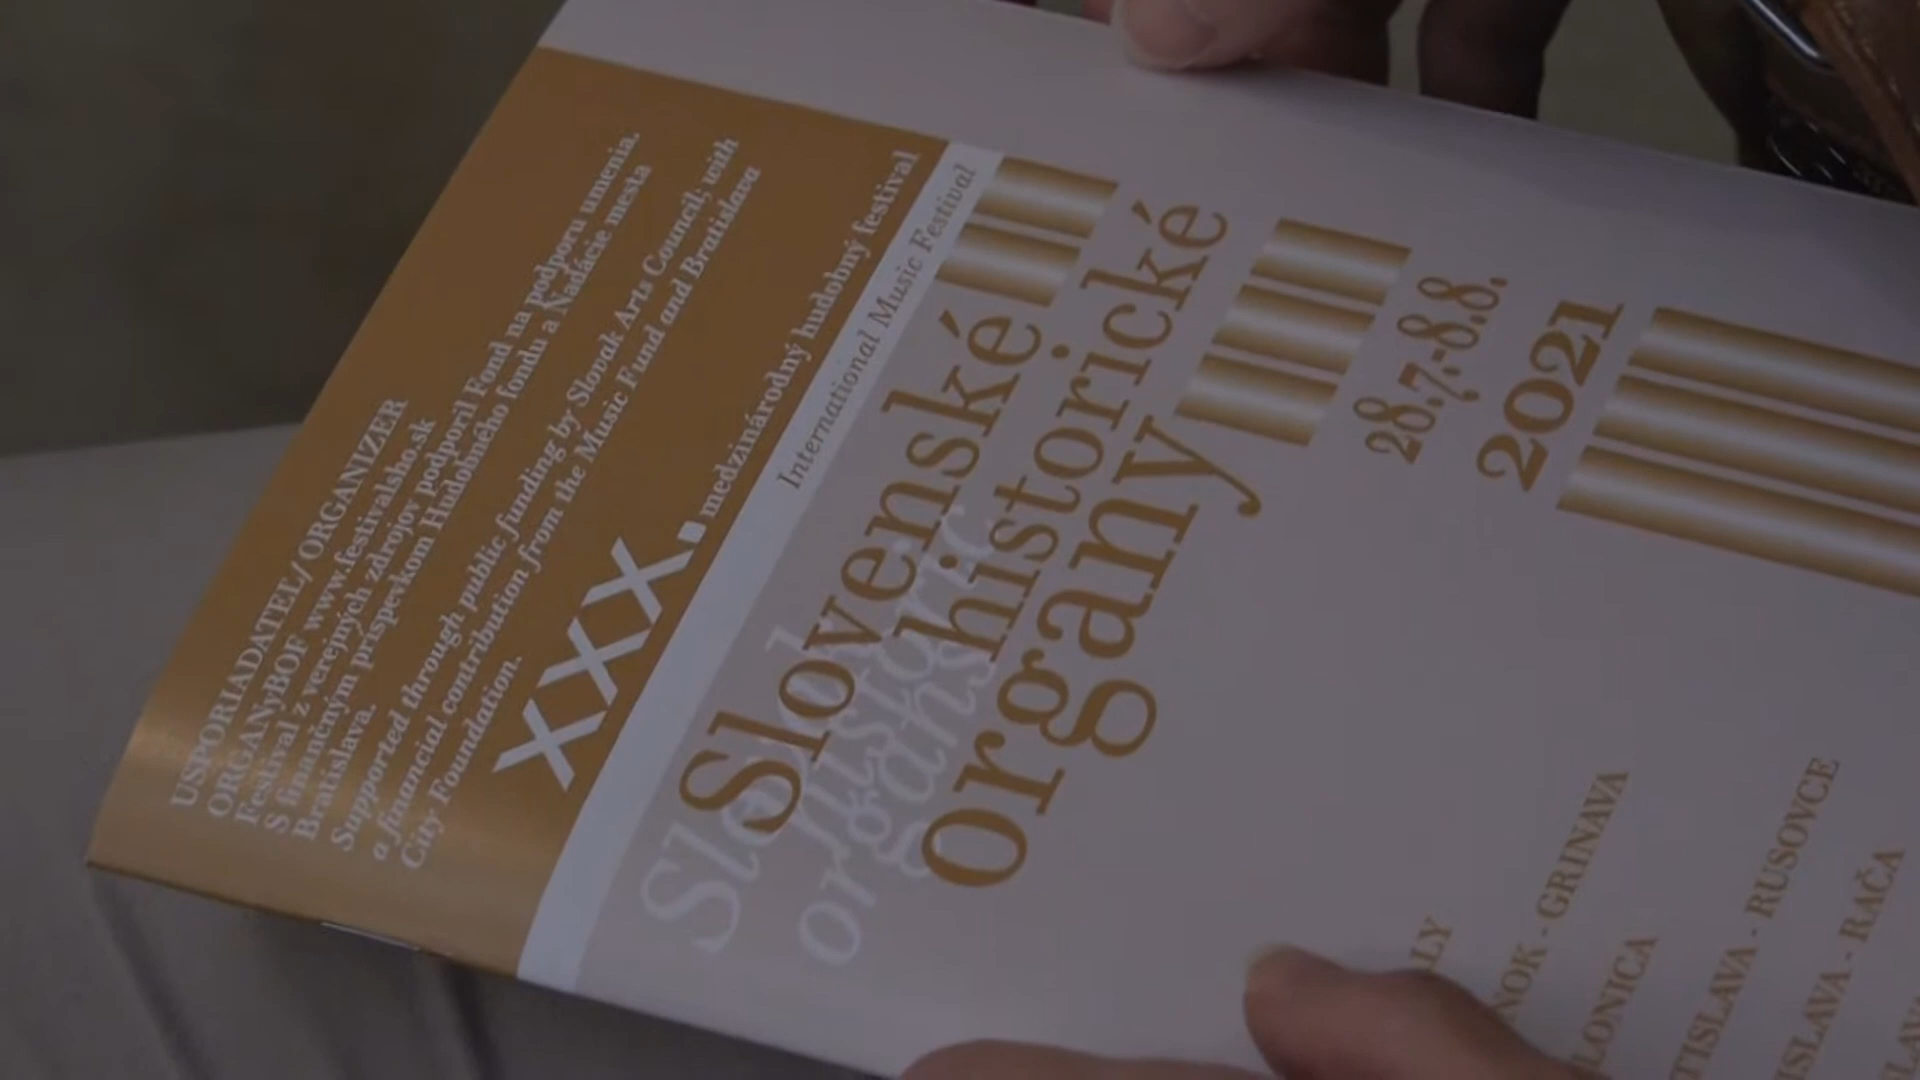 USPORIADATEĽ/ORGANIZER
ORGANyBOF www.festivalsho.sk
Festival z verejných zdrojov podporil Fond na podporu umenia.
S finančným príspevkom Hudobného fondu a Nadácie mesta
Bratislava.
Supported through public funding by Slovak Arts Council; with
a financial contribution from the Music Fund and Bratislava
City Foundation.
XXX. medzinárodný hudobný festival
International Music Festival
Slovenské
historické
organy
Slovak
historic
organs
28.7.-8.8.
2021
GRINAVA
RUSOVCE
RAČA